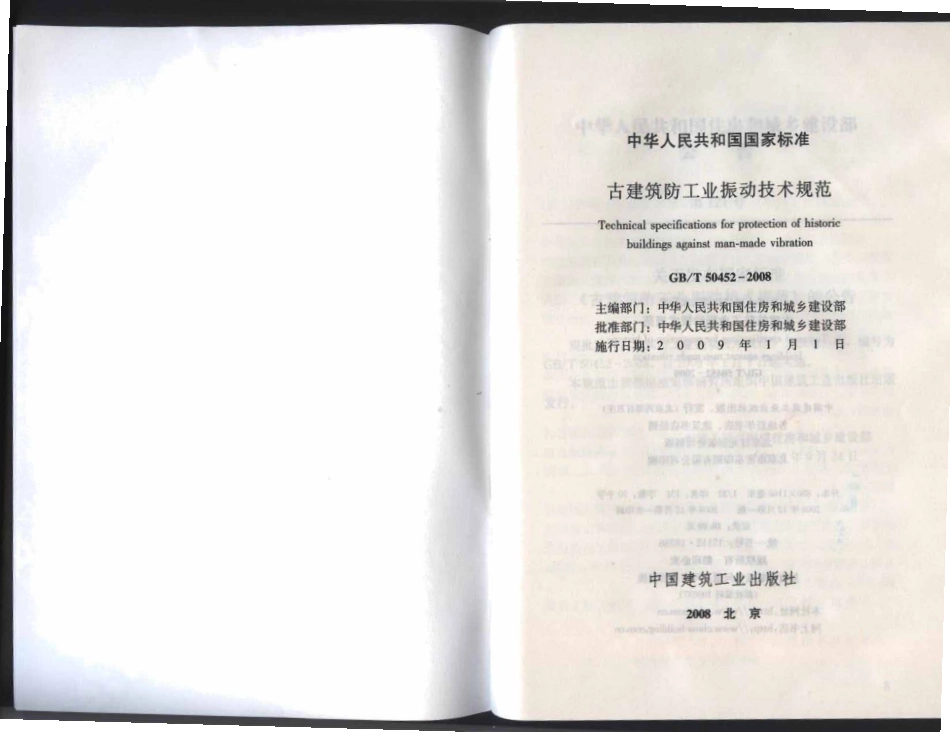 中华人民共和国国家标准
古建筑防工业振动技术规范
Technical specifications for protection of historic
buildings against man-made vibration
GB/T 50452-2008
主编部门：中华人民共和国住房和城乡建设部
批准部门：中华人民共和国住房和城乡建设部
施行日期：2009年1月1日
中国建筑工业出版社
2008 北 京